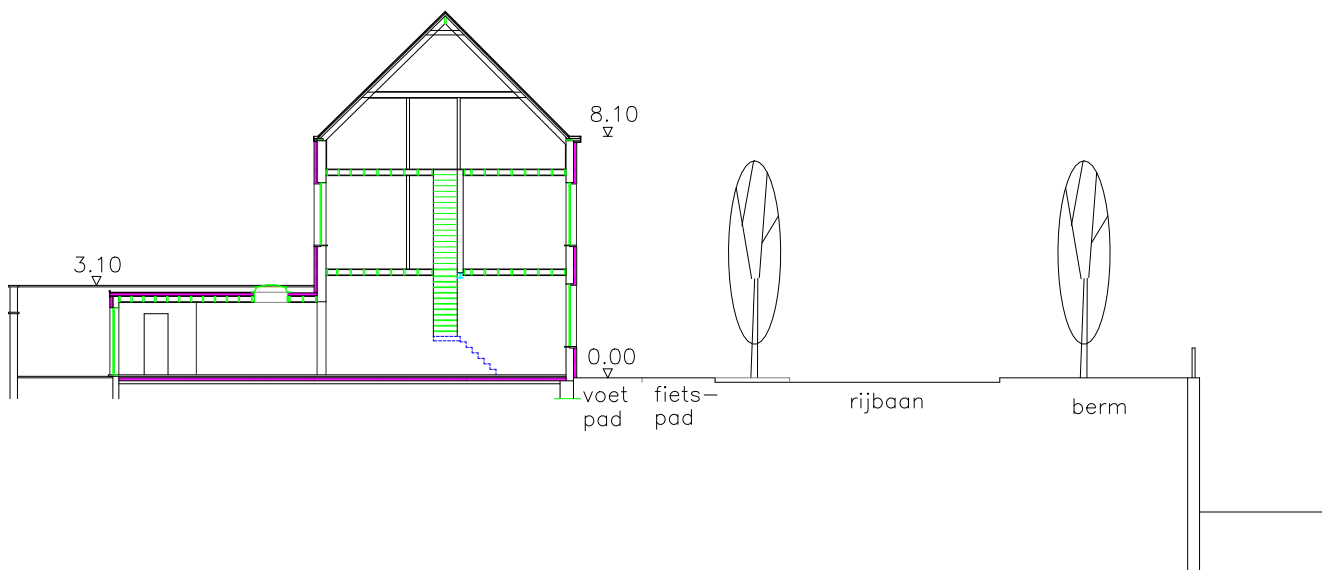 8.10
3.10
0.00
voet
pad
fiets-
pad
rijbaan
berm